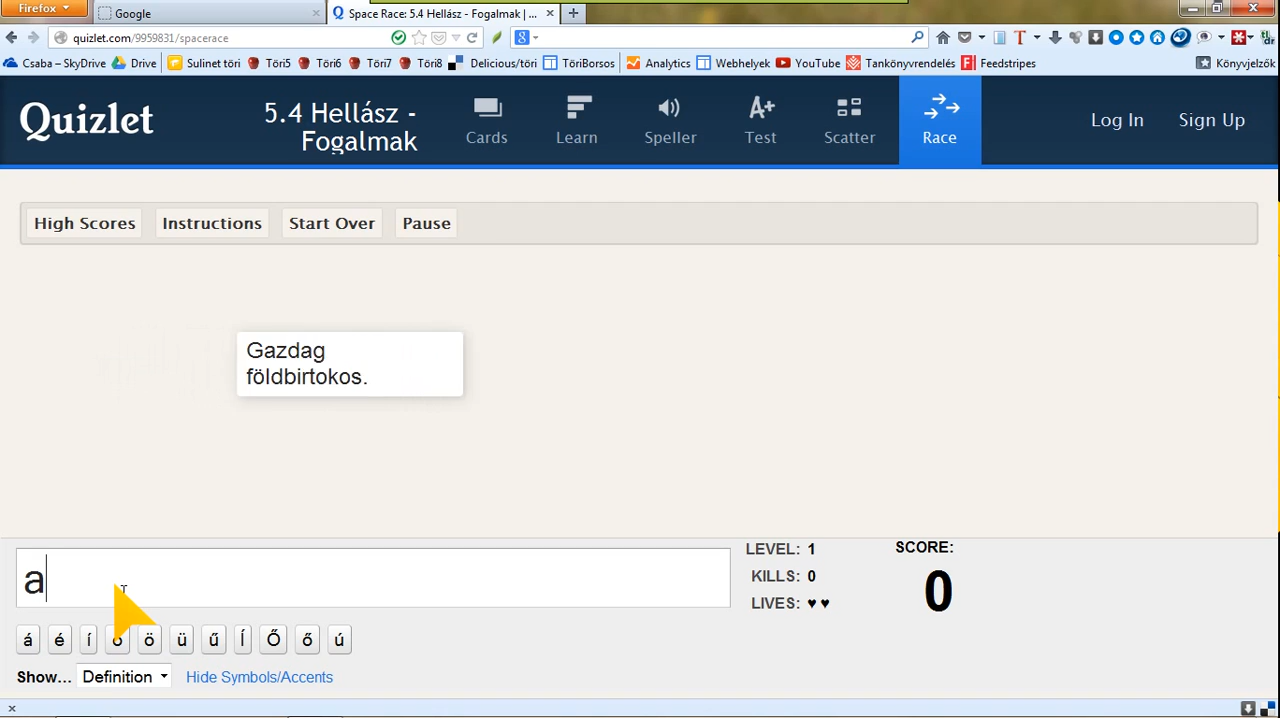 Firefox
Google
Space Race: 5.4 Hellász - Fogalmak | ...
quizlet.com/9959831/spacerace
Csaba – SkyDrive Drive Sulinet töri Töri5 Töri6 Töri7 Töri8 Delicious/töri TöriBorsos Analytics Webhelyek YouTube Tankönyvrendelés Feedstripes Könyvjelzők
Quizlet
5.4 Hellász -
Fogalmak
Cards Learn Speller Test Scatter Race
Log In Sign Up
High Scores Instructions Start Over Pause
Gazdag
földbirtokos.
a
LEVEL: 1
KILLS: 0
LIVES: ♥ ♥
SCORE:
0
á é í ó ö ü ű Í Ő ő ú
Show... Definition Hide Symbols/Accents